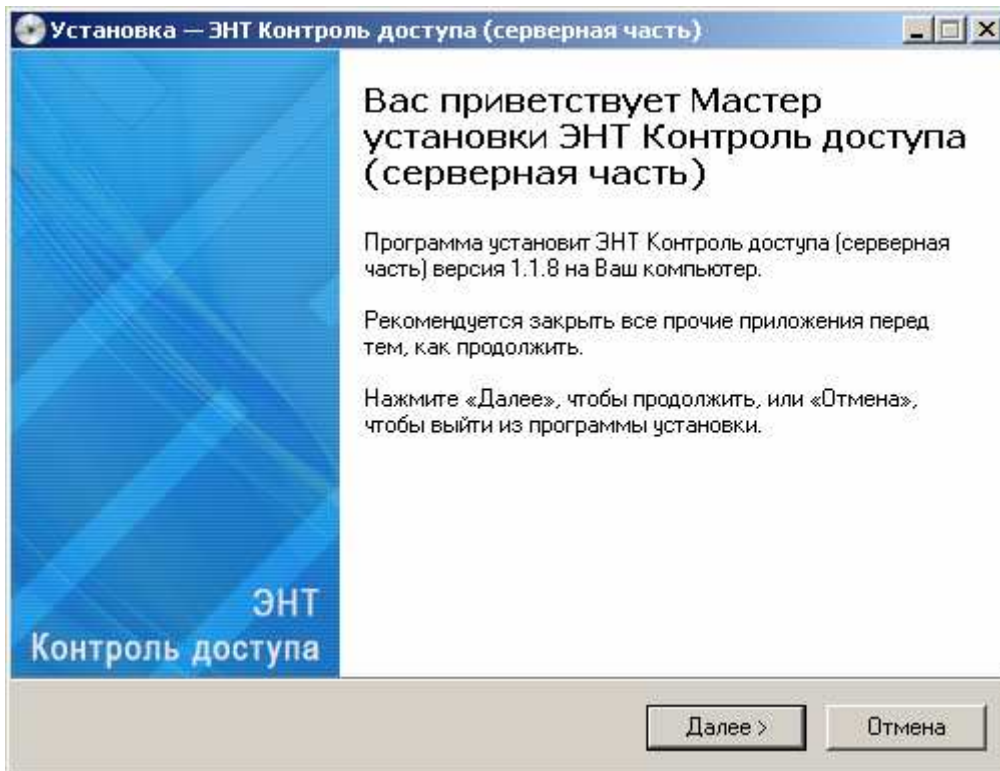 Установка — ЭНТ Контроль доступа (серверная часть)
Вас приветствует Мастер
установки ЭНТ Контроль доступа
(серверная часть)
Программа установит ЭНТ Контроль доступа (серверная
часть) версия 1.1.8 на Ваш компьютер.
Рекомендуется закрыть все прочие приложения перед
тем, как продолжить.
Нажмите «Далее», чтобы продолжить, или «Отмена»,
чтобы выйти из программы установки.
ЭНТ
Контроль доступа
Далее >
Отмена